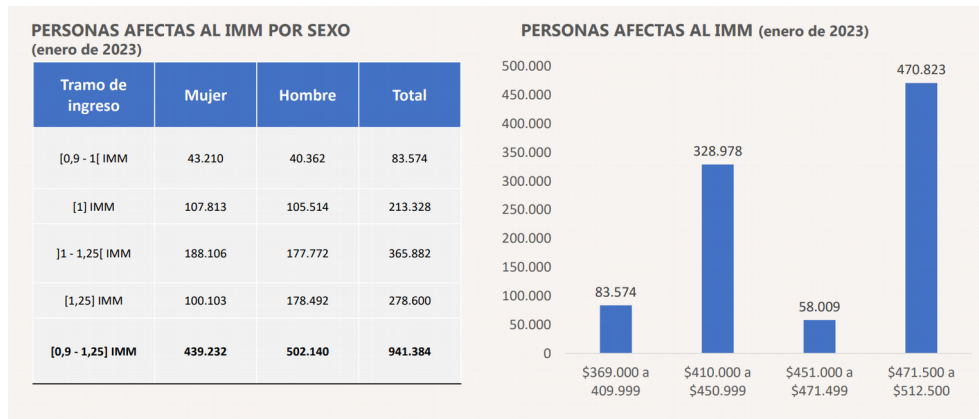 PERSONAS AFECTAS AL IMM POR SEXO
(enero de 2023)
Tramo de ingreso Mujer Hombre Total
[0,9 - 1[ IMM 43.210 40.362 83.574
[1] IMM 107.813 105.514 213.328
]1 - 1,25[ IMM 188.106 177.772 365.882
[1,25] IMM 100.103 178.492 278.600
[0,9 - 1,25] IMM 439.232 502.140 941.384
PERSONAS AFECTAS AL IMM (enero de 2023)
500.000
450.000
400.000
350.000
300.000
250.000
200.000
150.000
100.000
50.000
0
83.574
328.978
58.009
470.823
$369.000 a
409.999
$410.000 a
$450.999
$451.000 a
$471.499
$471.500 a
$512.500